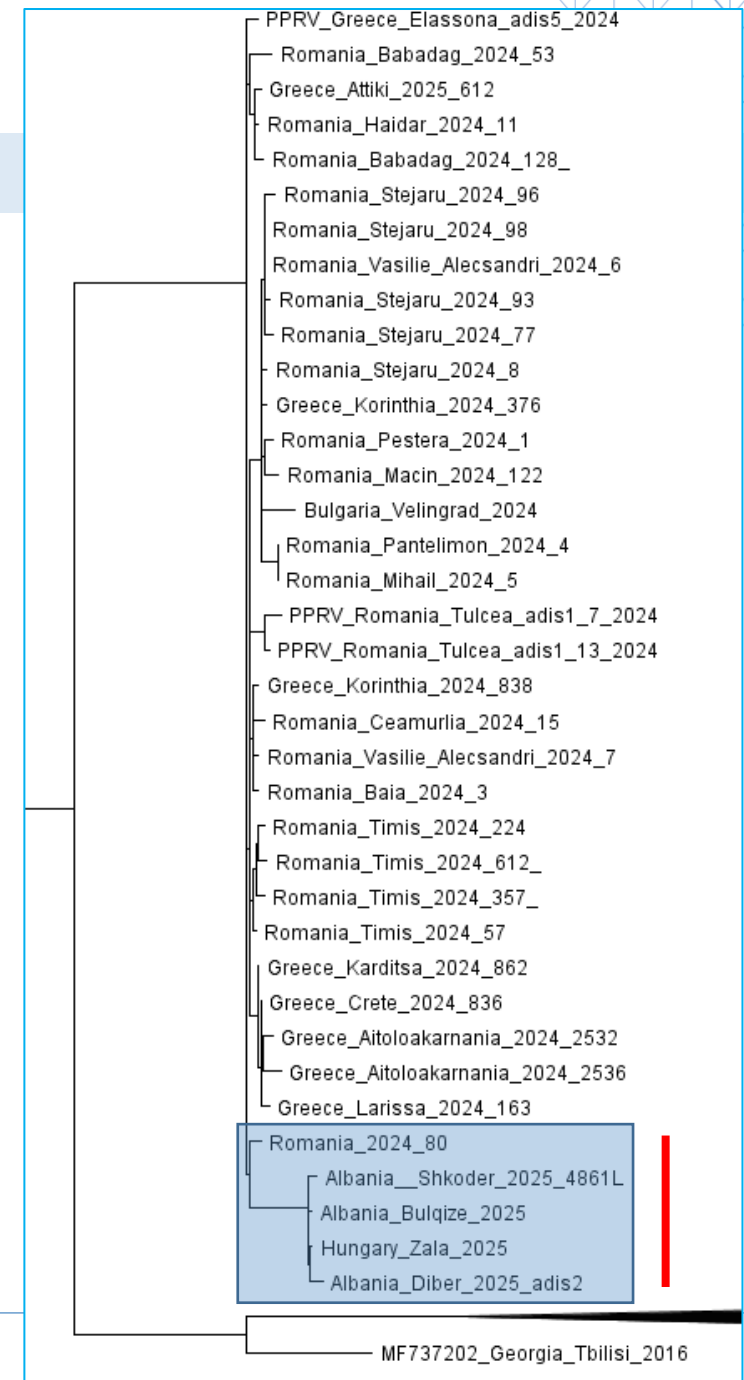 PPRV_Greece_Elassona_adis5_2024
Romania_Babadag_2024_53
Greece_Attiki_2025_612
Romania_Haidar_2024_11
Romania_Babadag_2024_128_
Romania_Stejaru_2024_96
Romania_Stejaru_2024_98
Romania_Vasilie_Alecsandri_2024_6
Romania_Stejaru_2024_93
Romania_Stejaru_2024_77
Romania_Stejaru_2024_8
Greece_Korinthia_2024_376
Romania_Pestera_2024_1
Romania_Macin_2024_122
Bulgaria_Velingrad_2024
Romania_Pantelimon_2024_4
Romania_Mihail_2024_5
PPRV_Romania_Tulcea_adis1_7_2024
PPRV_Romania_Tulcea_adis1_13_2024
Greece_Korinthia_2024_838
Romania_Ceamurlia_2024_15
Romania_Vasilie_Alecsandri_2024_7
Romania_Baia_2024_3
Romania_Timis_2024_224
Romania_Timis_2024_612_
Romania_Timis_2024_357_
Romania_Timis_2024_57
Greece_Karditsa_2024_862
Greece_Crete_2024_836
Greece_Aitoloakarnania_2024_2532
Greece_Aitoloakarnania_2024_2536
Greece_Larissa_2024_163
Romania_2024_80
Albania__Shkoder_2025_4861L
Albania_Bulqize_2025
Hungary_Zala_2025
Albania_Diber_2025_adis2
MF737202_Georgia_Tbilisi_2016